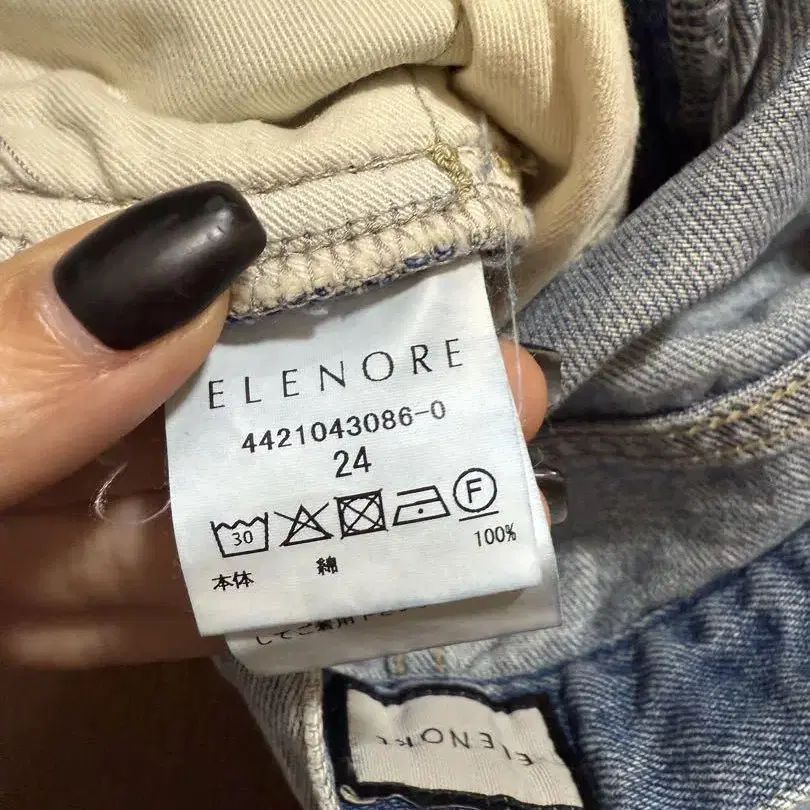 ELENORE
4421043086-0
24
30 F
本体 綿 100%
ELENORE